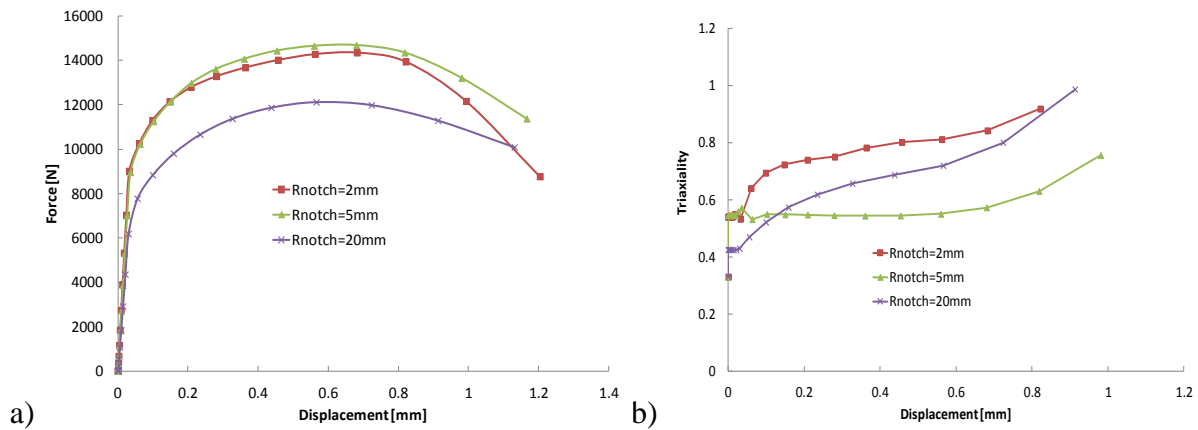 16000
14000
12000
10000
8000
6000
4000
2000
0
Force [N]
0 0.2 0.4 0.6 0.8 1 1.2 1.4
Displacement [mm]
Rnotch=2mm
Rnotch=5mm
Rnotch=20mm
a)
1.2
1
0.8
0.6
0.4
0.2
0
Triaxiality
0 0.2 0.4 0.6 0.8 1 1.2
Displacement [mm]
Rnotch=2mm
Rnotch=5mm
Rnotch=20mm
b)